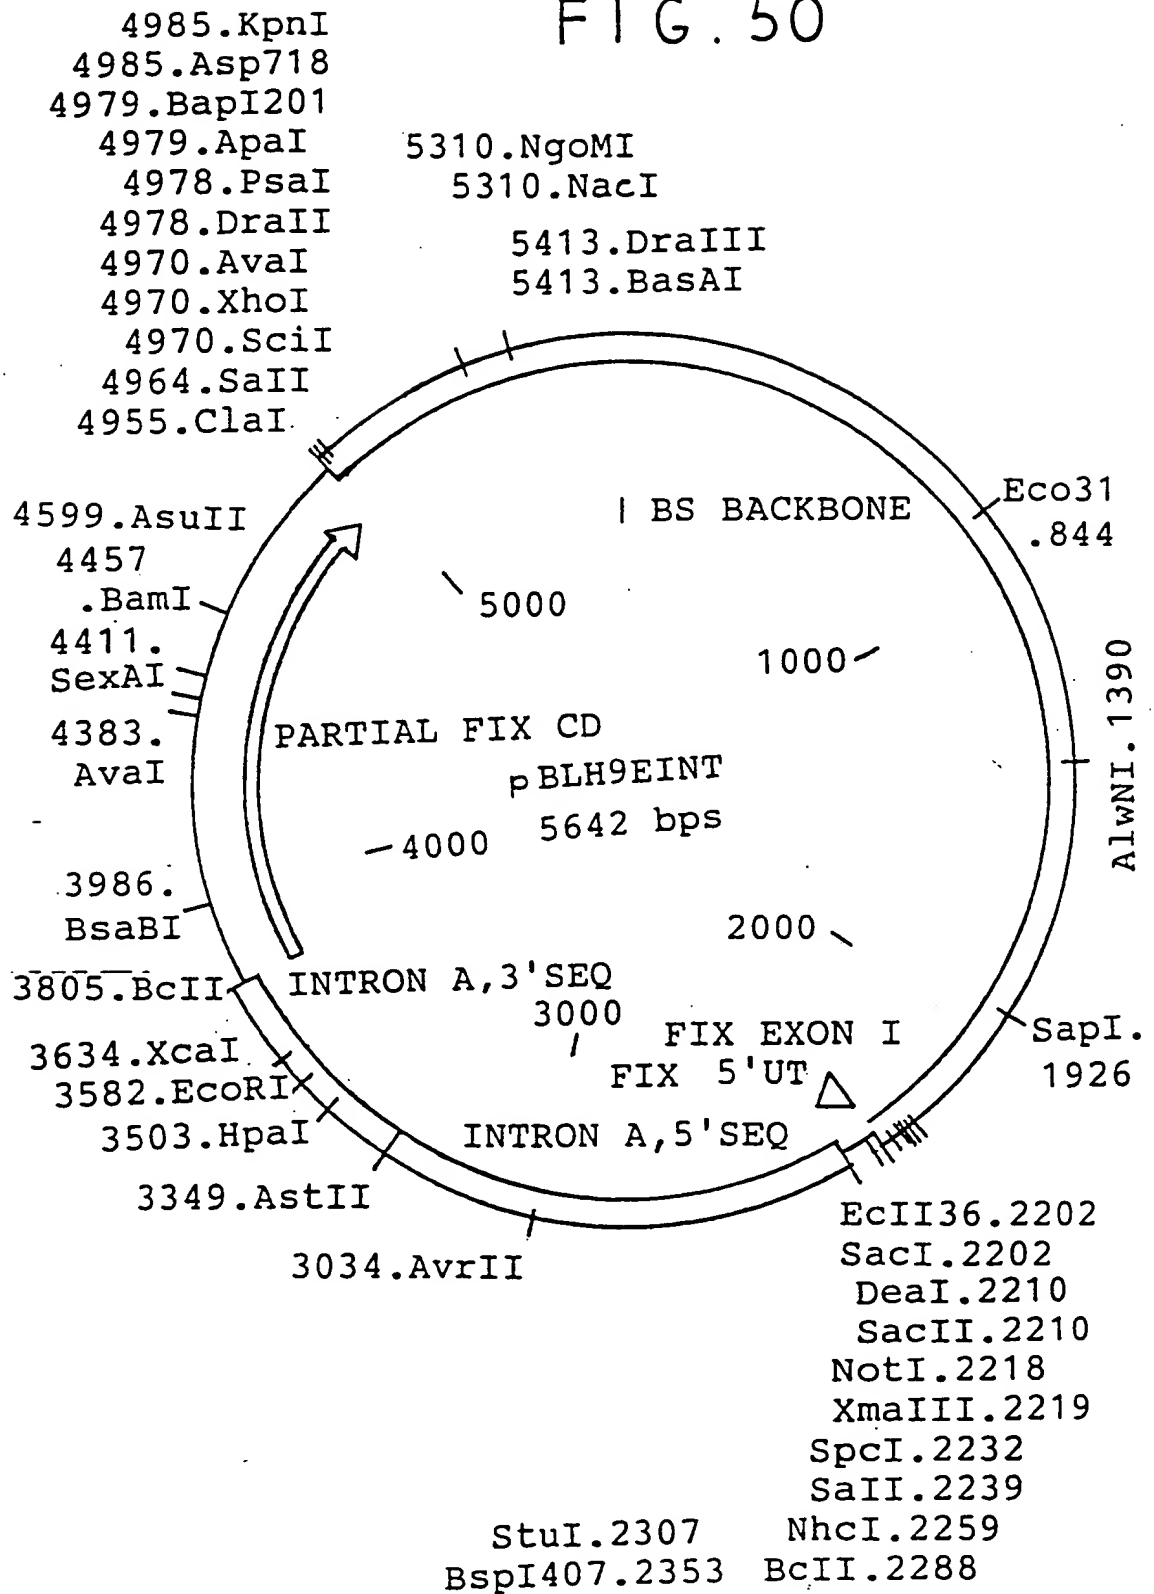 FIG. 50
4985.KpnI
4985.Asp718
4979.BapI201
4979.ApaI
4978.PsaI
4978.DraII
4970.AvaI
4970.XhoI
4970.SciI
4964.SaII
4955.ClaI
5310.NgoMI
5310.NacI
5413.DraIII
5413.BasAI
4599.AsuII
4457
.BamI
4411.
SexAI
4383.
AvaI
3986.
BsaBI
3805.BcII
3634.XcaI
3582.EcoRI
3503.HpaI
3349.AstII
3034.AvrII
I BS BACKBONE
Eco31
.844
5000
1000
AlwNI.1390
PARTIAL FIX CD
pBLH9EINT
5642 bps
4000
2000
INTRON A,3'SEQ
3000
FIX EXON I
FIX 5'UT
INTRON A,5'SEQ
SapI.
1926
EcII36.2202
SacI.2202
DeaI.2210
SacII.2210
NotI.2218
XmaIII.2219
SpcI.2232
SaII.2239
NhcI.2259
BcII.2288
StuI.2307
BspI407.2353